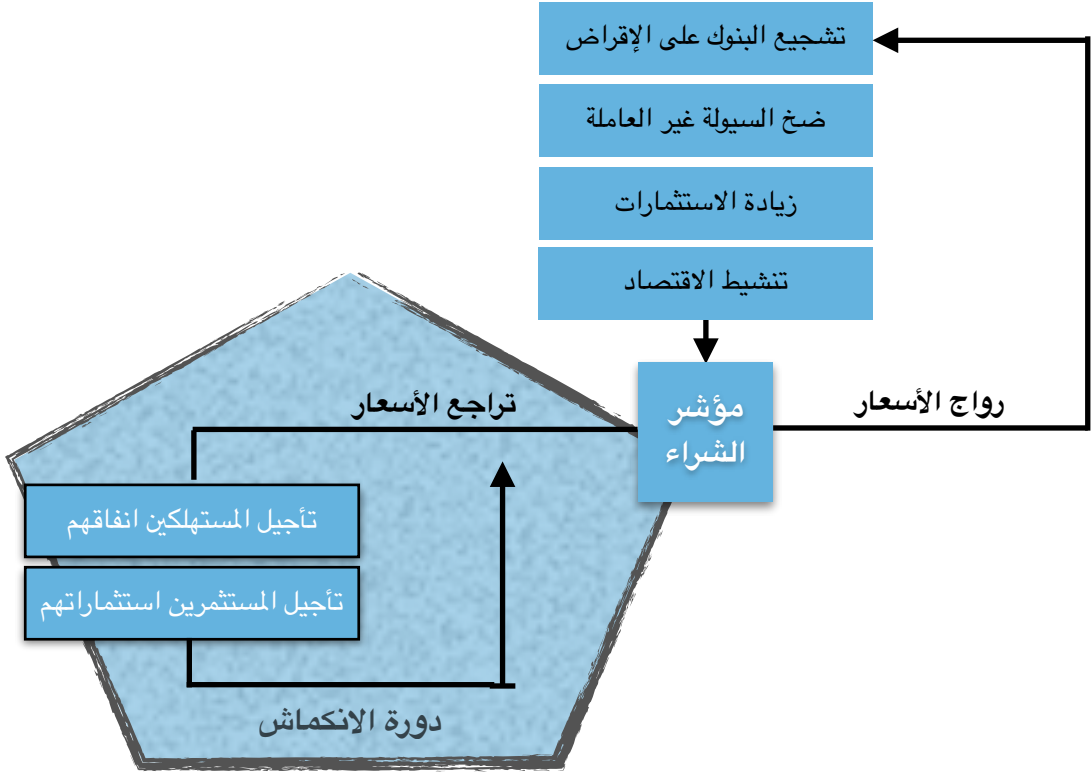 تشجيع البنوك على الإقراض
ضخ السيولة غير العاملة
زيادة الاستثمارات
تنشيط الاقتصاد
رواج الأسعار
مؤشر
الشراء
تراجع الأسعار
تأجيل المستهلكين انفاقهم
تأجيل المستثمرين استثماراتهم
دورة الانكماش